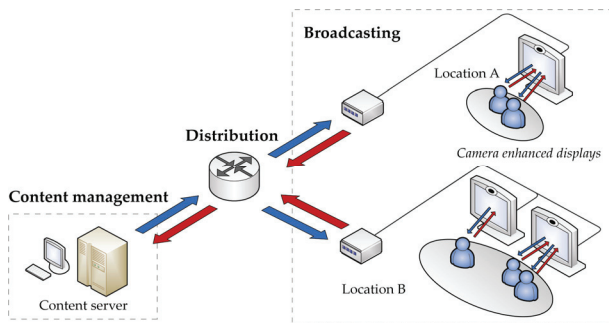 Broadcasting
Location A
Distribution
Camera enhanced displays
Content management
Location B
Content server